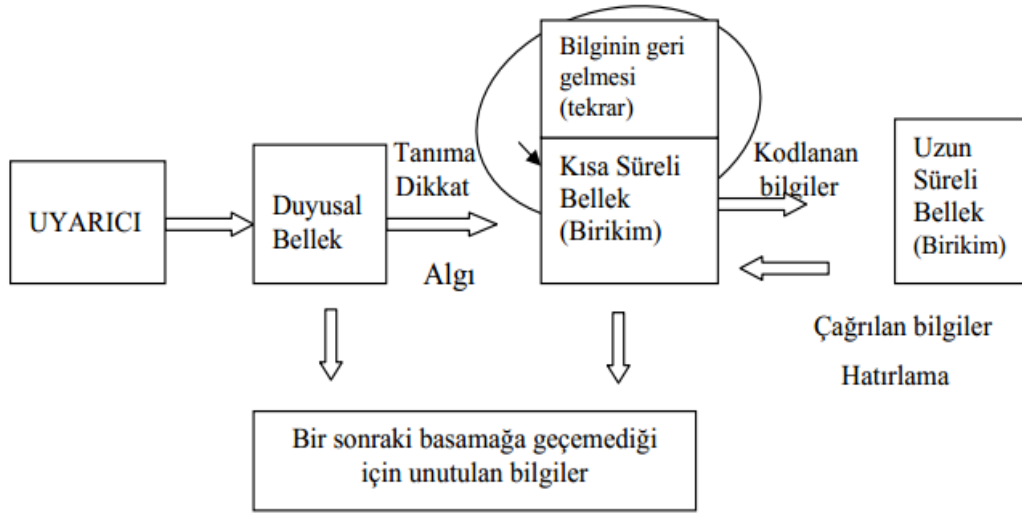 UYARICI
Duyusal
Bellek
Tanıma
Dikkat
Algı
Bilginin geri
gelmesi
(tekrar)
Kısa Süreli
Bellek
(Birikim)
Kodlanan
bilgiler
Uzun
Süreli
Bellek
(Birikim)
Çağrılan bilgiler
Hatırlama
Bir sonraki basamağa geçemediği
için unutulan bilgiler